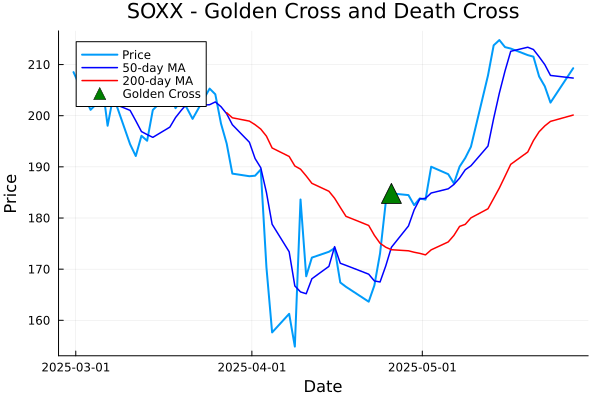 SOXX - Golden Cross and Death Cross
Price
50-day MA
200-day MA
Golden Cross
210
200
190
180
170
160
Price
2025-03-01
2025-04-01
2025-05-01
Date